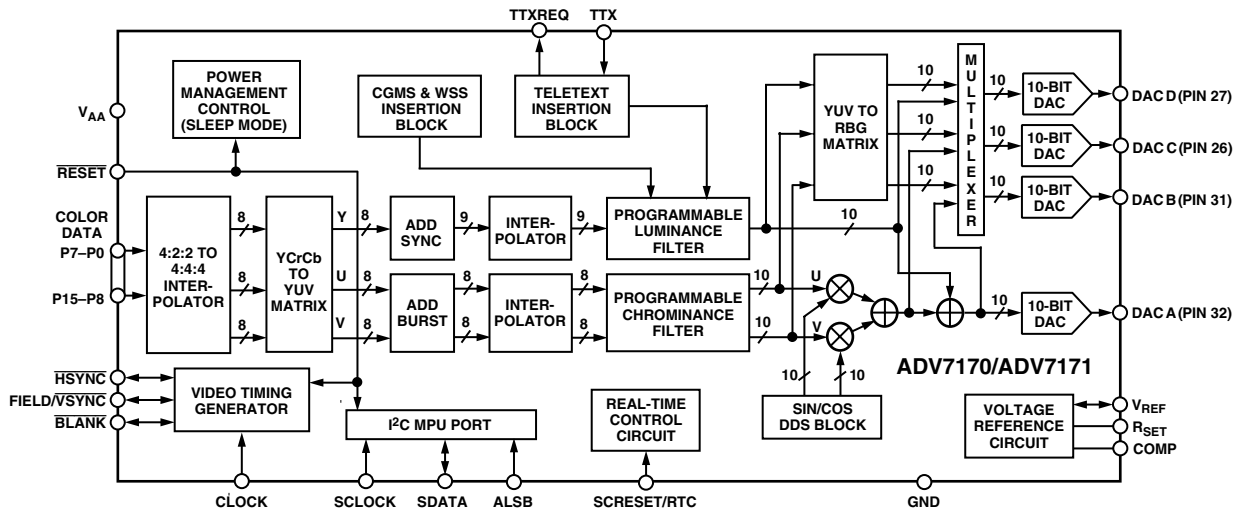 TTXREQ TTX
POWER
MANAGEMENT
CONTROL
(SLEEP MODE)
CGMS & WSS
INSERTION
BLOCK
TELETEXT
INSERTION
BLOCK
YUV TO
RBG
MATRIX
10
10
10
MULTIPLEXER
10
10
10
10-BIT
DAC
10-BIT
DAC
10-BIT
DAC
DAC D (PIN 27)
DAC C (PIN 26)
DAC B (PIN 31)
VAA
RESET
COLOR
DATA
P7–P0
P15–P8
4:2:2 TO
4:4:4
INTER-
POLATOR
8
8
8
YCrCb
TO
YUV
MATRIX
Y 8
U 8
V 8
ADD
SYNC
9
INTER-
POLATOR
9
PROGRAMMABLE
LUMINANCE
FILTER
10
ADD
BURST
8
8
INTER-
POLATOR
8
8
PROGRAMMABLE
CHROMINANCE
FILTER
10
10
U
V
10
10-BIT
DAC
DAC A (PIN 32)
10 10
SIN/COS
DDS BLOCK
ADV7170/ADV7171
HSYNC
FIELD/VSYNC
BLANK
VIDEO TIMING
GENERATOR
I2C MPU PORT
REAL-TIME
CONTROL
CIRCUIT
VOLTAGE
REFERENCE
CIRCUIT
VREF
RSET
COMP
CLOCK SCLOCK SDATA ALSB SCRESET/RTC GND